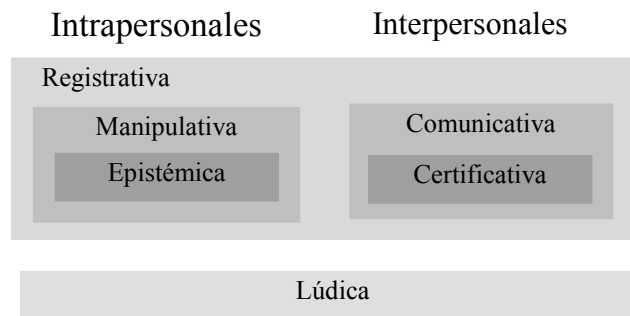 Intrapersonales Interpersonales
Registrativa
Manipulativa Comunicativa
Epistémica Certificativa
Lúdica